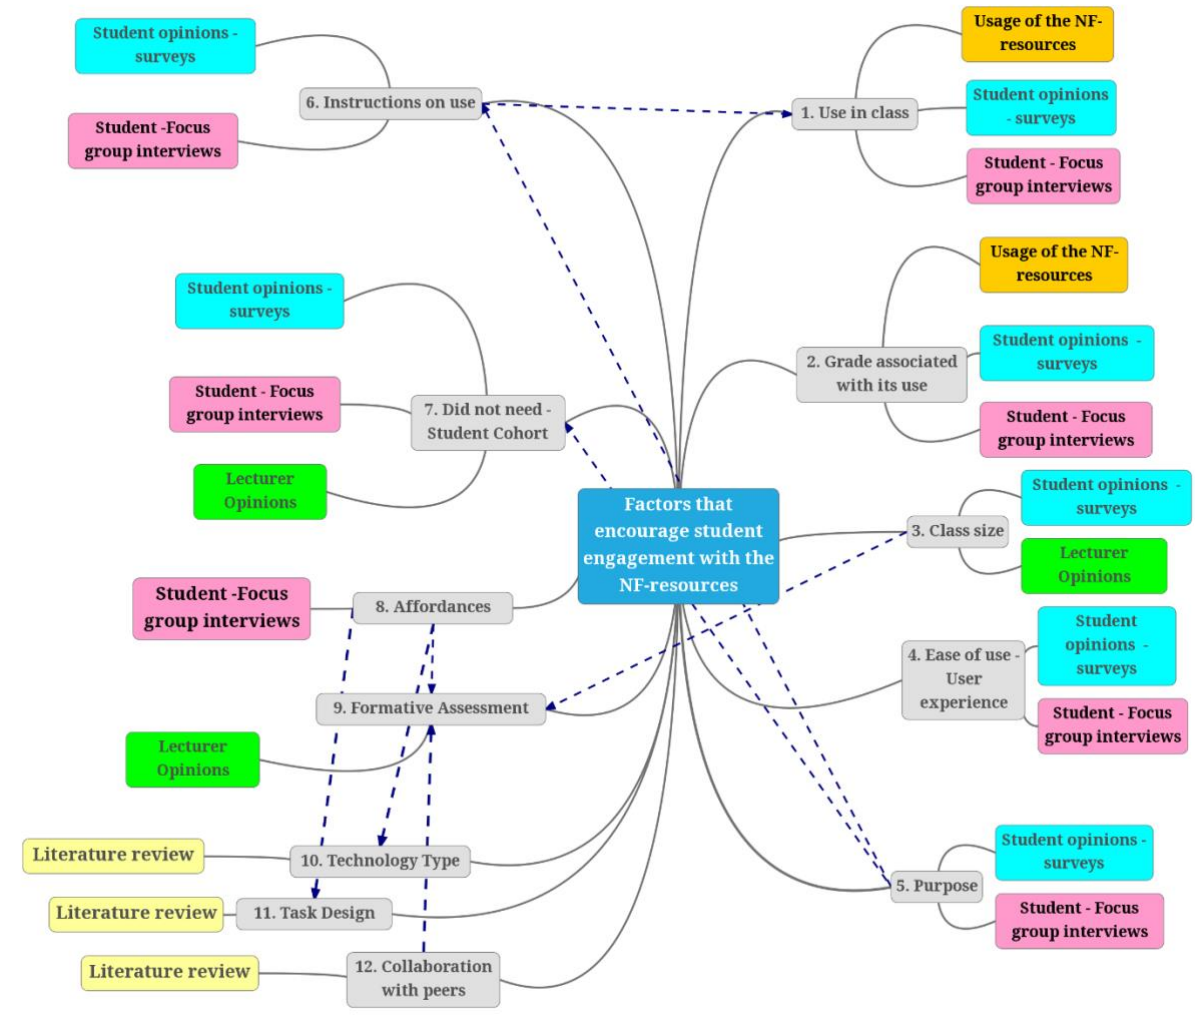 Factors that
encourage student
engagement with the
NF-resources
1. Use in class
Usage of the NF-
resources
Student opinions
- surveys
Student - Focus
group interviews
2. Grade associated
with its use
Usage of the NF-
resources
Student opinions -
surveys
Student - Focus
group interviews
3. Class size
Student opinions -
surveys
Lecturer
Opinions
4. Ease of use -
User
experience
Student
opinions -
surveys
Student - Focus
group interviews
5. Purpose
Student opinions -
surveys
Student - Focus
group interviews
6. Instructions on use
Student opinions -
surveys
Student -Focus
group interviews
7. Did not need -
Student Cohort
Student opinions -
surveys
Student - Focus
group interviews
Lecturer
Opinions
8. Affordances
Student -Focus
group interviews
9. Formative Assessment
Lecturer
Opinions
10. Technology Type
Literature review
11. Task Design
Literature review
12. Collaboration
with peers
Literature review